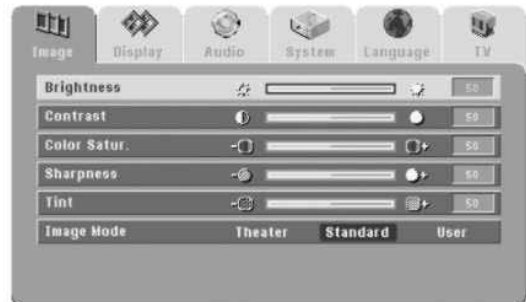 Image Display Audio System Language TV
Brightness 50
Contrast 50
Color Satur. 50
Sharpness 50
Tint 50
Image Mode Theater Standard User